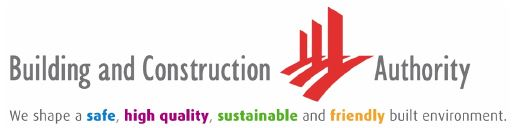 Building and Construction Authority
We shape a safe, high quality, sustainable and friendly built environment.